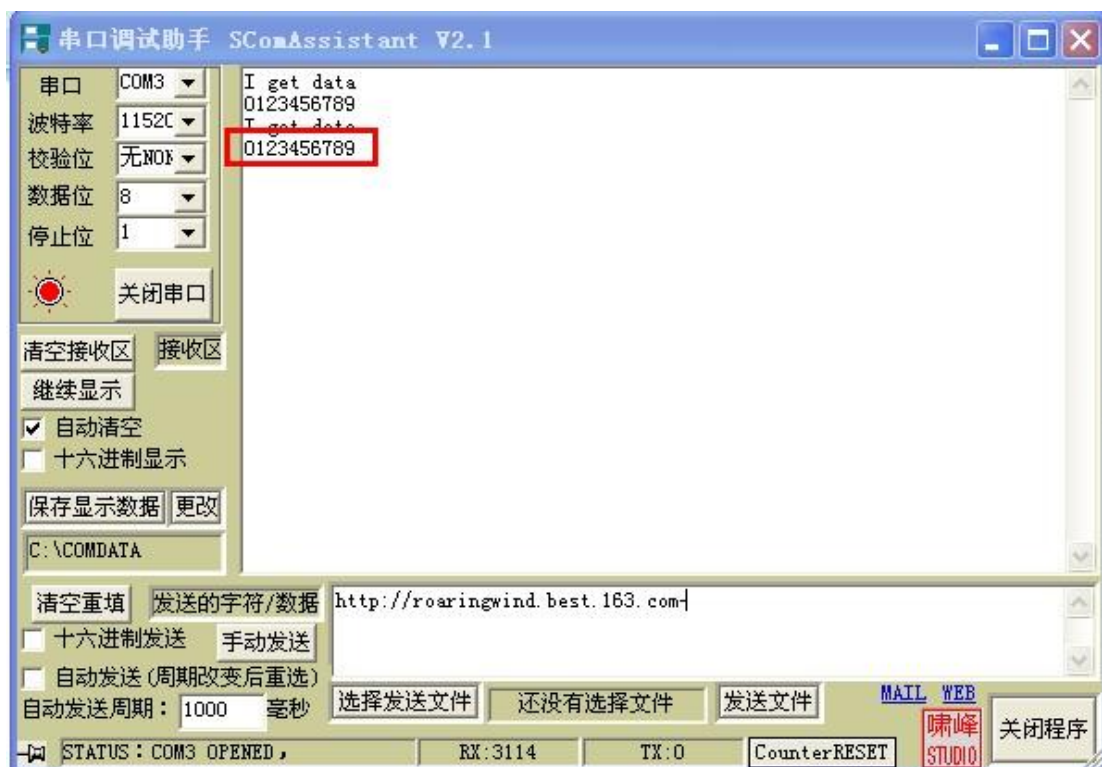 串口调试助手 SComAssistant V2.1
串口 COM3
波特率 11520
校验位 无NON
数据位 8
停止位 1
关闭串口
I get data
0123456789
I get data
0123456789
清空接收区 接收区
继续显示
自动清空
十六进制显示
保存显示数据 更改
C:\COMDATA
清空重填 发送的字符/数据
http://roaringwind.best.163.com
十六进制发送 手动发送
自动发送(周期改变后重选)
自动发送周期: 1000 毫秒
选择发送文件 还没有选择文件 发送文件
MAIL WEB
啸峰
STUDIO
关闭程序
STATUS:COM3 OPENED, RX:3114 TX:0 CounterRESET